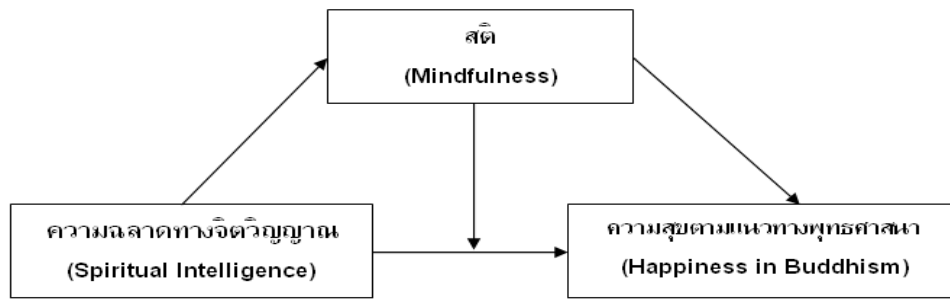 สติ
(Mindfulness)
ความฉลาดทางจิตวิญญาณ
(Spiritual Intelligence)
ความสุขตามแนวทางพุทธศาสนา
(Happiness in Buddhism)